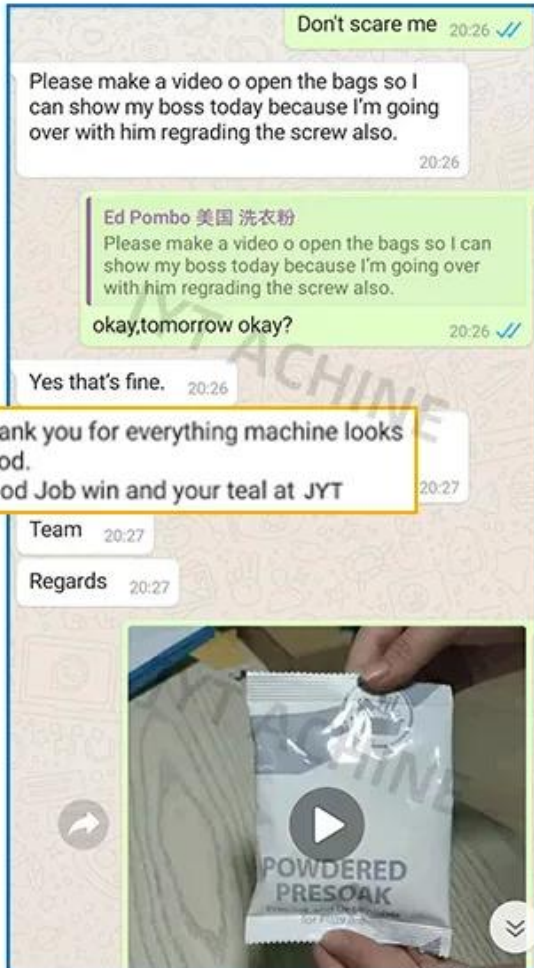 Don't scare me 20:26
Please make a video o open the bags so I
can show my boss today because I'm going
over with him regrading the screw also.
20:26
Ed Pombo 美国 洗衣粉
Please make a video o open the bags so I can
show my boss today because I'm going over
with him regrading the screw also.
okay,tomorrow okay? 20:26
Yes that's fine. 20:26
ank you for everything machine looks
od.
od Job win and your teal at JYT
20:27
Team 20:27
Regards 20:27
JYT ACHINE
JYT ACHINE
POWDERED
PRESOAK